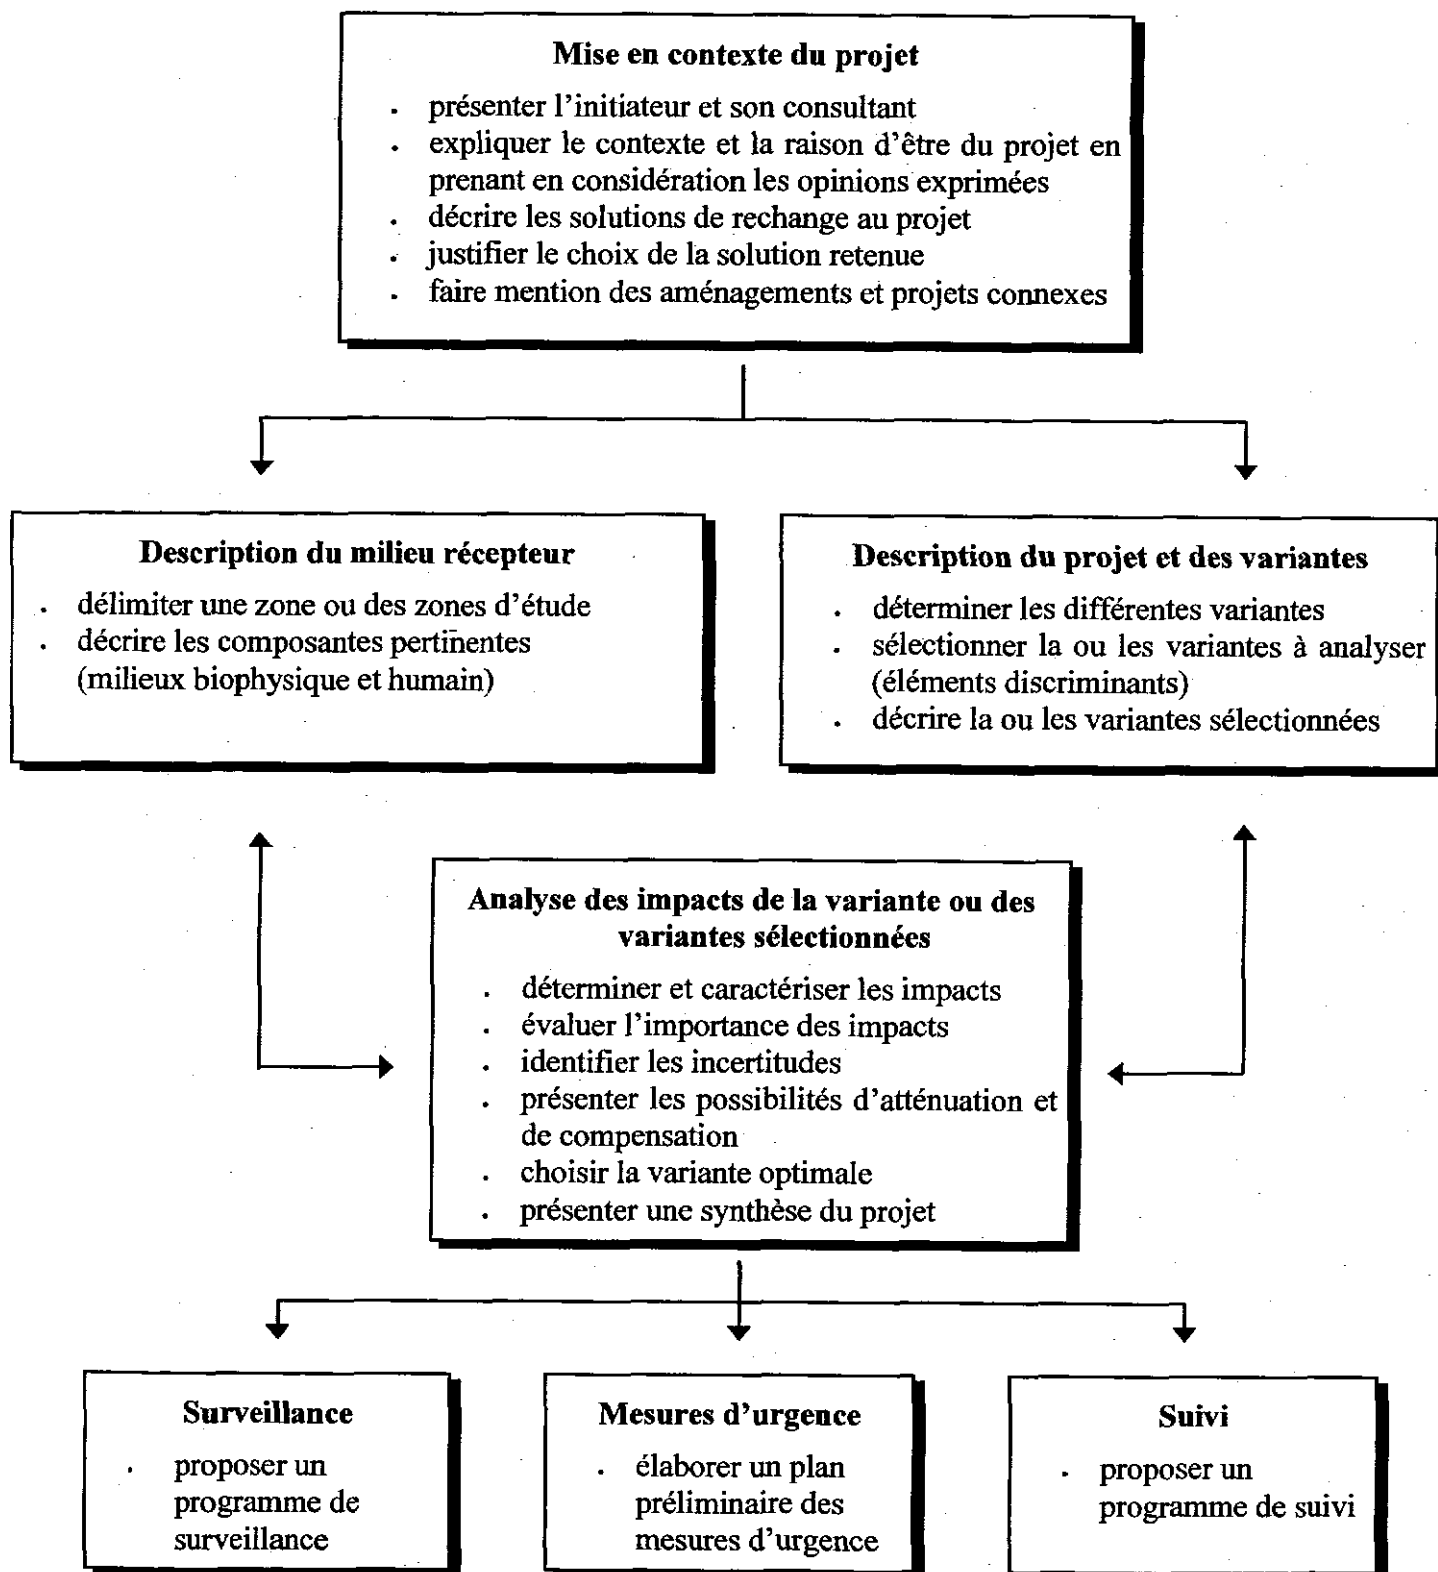 Mise en contexte du projet
. présenter l'initiateur et son consultant
. expliquer le contexte et la raison d'être du projet en
prenant en considération les opinions exprimées
. décrire les solutions de rechange au projet
. justifier le choix de la solution retenue
. faire mention des aménagements et projets connexes
Description du milieu récepteur
. délimiter une zone ou des zones d'étude
. décrire les composantes pertinentes
(milieux biophysique et humain)
Description du projet et des variantes
. déterminer les différentes variantes
. sélectionner la ou les variantes à analyser
(éléments discriminants)
. décrire la ou les variantes sélectionnées
Analyse des impacts de la variante ou des
variantes sélectionnées
. déterminer et caractériser les impacts
. évaluer l'importance des impacts
. identifier les incertitudes
. présenter les possibilités d'atténuation et
de compensation
. choisir la variante optimale
. présenter une synthèse du projet
Surveillance
. proposer un
programme de
surveillance
Mesures d'urgence
. élaborer un plan
préliminaire des
mesures d'urgence
Suivi
. proposer un
programme de suivi